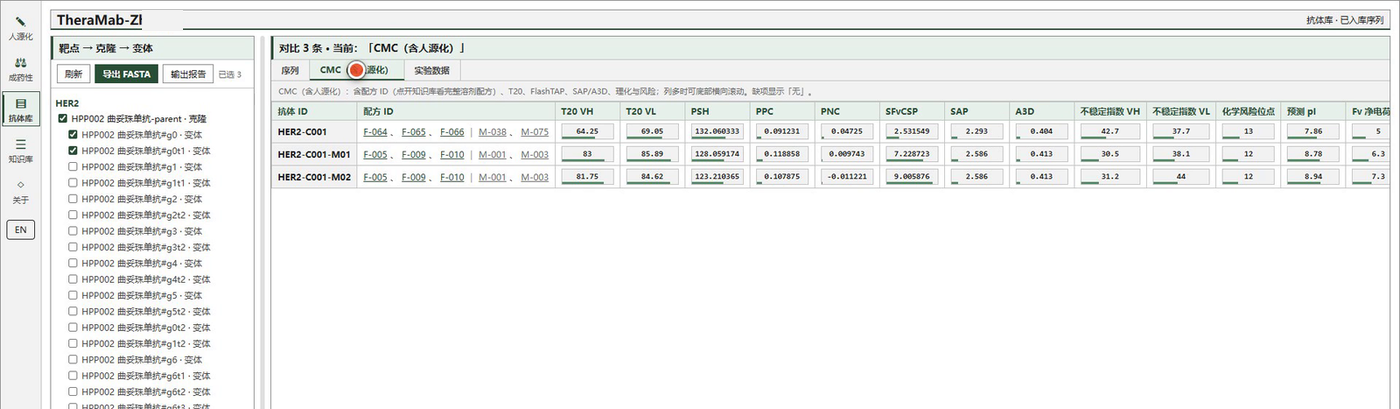 TheraMab-Zh
抗体库 · 已入库序列
人源化
成药性
抗体库
知识库
关于
EN
靶点 → 克隆 → 变体
刷新 导出 FASTA 输出报告 已选 3
HER2
HPP002 曲妥珠单抗-parent · 克隆
HPP002 曲妥珠单抗#g0 · 变体
HPP002 曲妥珠单抗#g0t1 · 变体
HPP002 曲妥珠单抗#g1 · 变体
HPP002 曲妥珠单抗#g1t1 · 变体
HPP002 曲妥珠单抗#g2 · 变体
HPP002 曲妥珠单抗#g2t2 · 变体
HPP002 曲妥珠单抗#g3 · 变体
HPP002 曲妥珠单抗#g3t2 · 变体
HPP002 曲妥珠单抗#g4 · 变体
HPP002 曲妥珠单抗#g4t2 · 变体
HPP002 曲妥珠单抗#g5 · 变体
HPP002 曲妥珠单抗#g5t2 · 变体
HPP002 曲妥珠单抗#g0t2 · 变体
HPP002 曲妥珠单抗#g1t2 · 变体
HPP002 曲妥珠单抗#g6 · 变体
HPP002 曲妥珠单抗#g6t1 · 变体
HPP002 曲妥珠单抗#g6t2 · 变体
HPP002 曲妥珠单抗#g6t3 · 变体
对比 3 条 • 当前：「CMC（含人源化）」
序列 CMC 源化） 实验数据
CMC（含人源化）：含配方 ID（点开知识库看完整溶剂配方）、T20、FlashTAP、SAP/A3D、理化与风险；列多时可底部横向滚动。缺项显示「无」。
抗体 ID 配方 ID T20 VH T20 VL PSH PPC PNC SFvCSP SAP A3D 不稳定指数 VH 不稳定指数 VL 化学风险位点 预测 pI Fv 净电荷
HER2-C001 F-064 、 F-065 、 F-066 | M-038 、 M-075 64.25 69.05 132.060333 0.091231 0.04725 2.531549 2.293 0.404 42.7 37.7 13 7.86 5
HER2-C001-M01 F-005 、 F-009 、 F-010 | M-001 、 M-003 83 85.89 128.059174 0.118858 0.009743 7.228723 2.586 0.413 30.5 38.1 12 8.78 6.3
HER2-C001-M02 F-005 、 F-009 、 F-010 | M-001 、 M-003 81.75 84.62 123.210365 0.107875 -0.011221 9.005876 2.586 0.413 31.2 44 12 8.94 7.3